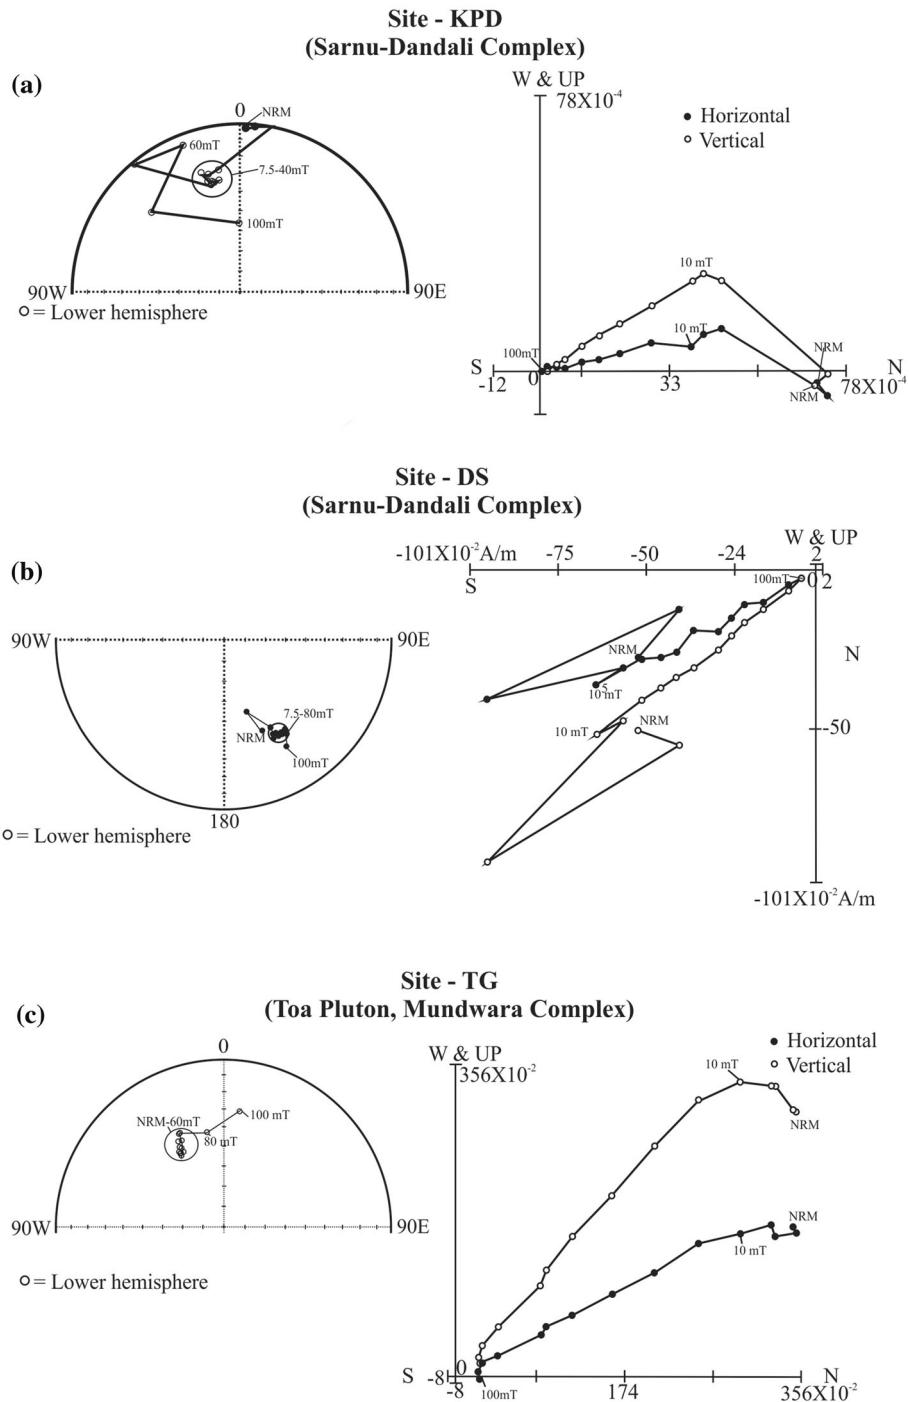 Site - KPD
(Sarnu-Dandali Complex)
(a)
0
NRM
60mT
7.5-40mT
100mT
90W
90E
= Lower hemisphere
W & UP
78X10⁻⁴
Horizontal
Vertical
10 mT
10 mT
100mT
NRM
S
N
-12
0
33
NRM
78X10⁻⁴
Site - DS
(Sarnu-Dandali Complex)
(b)
W & UP
-101X10⁻²A/m
-75
-50
-24
2
S
100mT
0
2
90W
90E
NRM
N
7.5-80mT
NRM
5
10 mT
NRM
10 mT
-50
100mT
180
= Lower hemisphere
-101X10⁻²A/m
Site - TG
(Toa Pluton, Mundwara Complex)
(c)
0
W & UP
356X10⁻²
Horizontal
Vertical
10 mT
NRM-60mT
100 mT
80 mT
NRM
NRM
10 mT
90W
90E
= Lower hemisphere
S
-8
0
N
-8
100mT
174
356X10⁻²